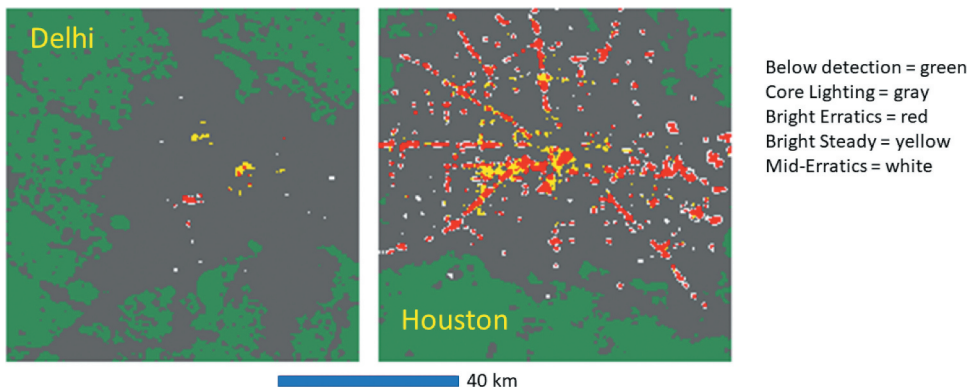 Delhi
Houston
Below detection = green
Core Lighting = gray
Bright Erratics = red
Bright Steady = yellow
Mid-Erratics = white
40 km